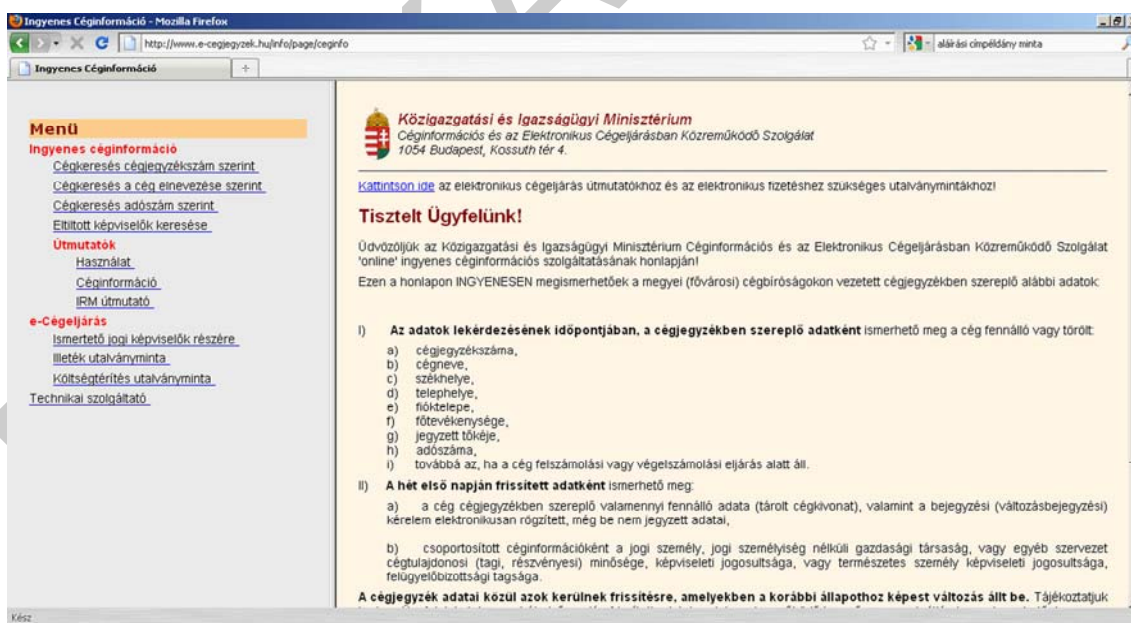 Ingyenes Céginformáció - Mozilla Firefox
http://www.e-cegjegyzek.hu/info/page/ceginfo
aláírási címpéldány minta
Ingyenes Céginformáció
Menü
Ingyenes céginformáció
Cégkeresés cégjegyzékszám szerint
Cégkeresés a cég elnevezése szerint
Cégkeresés adószám szerint
Eltiltott képviselők keresése
Útmutatók
Használat
Céginformáció
IRM útmutató
e-Cégeljárás
Ismertető jogi képviselők részére
Illeték utalványminta
Költségtérítés utalványminta
Technikai szolgáltató
Közigazgatási és Igazságügyi Minisztérium
Céginformációs és az Elektronikus Cégeljárásban Közreműködő Szolgálat
1054 Budapest, Kossuth tér 4.
Kattintson ide az elektronikus cégeljárás útmutatókhoz és az elektronikus fizetéshez szükséges utalványmintákhoz!
Tisztelt Ügyfelünk!
Üdvözöljük az Közigazgatási és Igazságügyi Minisztérium Céginformációs és az Elektronikus Cégeljárásban Közreműködő Szolgálat
'online' ingyenes céginformációs szolgáltatásának honlapján!
Ezen a honlapon INGYENESEN megismerhetőek a megyei (fővárosi) cégbíróságokon vezetett cégjegyzékben szereplő alábbi adatok:
I) Az adatok lekérdezésének időpontjában, a cégjegyzékben szereplő adatként ismerhető meg a cég fennálló vagy törölt:
a) cégjegyzékszáma,
b) cégneve,
c) székhelye,
d) telephelye,
e) fióktelepe,
f) főtevékenysége,
g) jegyzett tőkéje,
h) adószáma,
i) továbbá az, ha a cég felszámolási vagy végelszámolási eljárás alatt áll.
II) A hét első napján frissített adatként ismerhető meg:
a) a cég cégjegyzékben szereplő valamennyi fennálló adata (tárolt cégkivonat), valamint a bejegyzési (változásbejegyzési)
kérelem elektronikusan rögzített, még be nem jegyzett adatai,
b) csoportosított céginformációként a jogi személy, jogi személyiség nélküli gazdasági társaság, vagy egyéb szervezet
cégtulajdonosi (tagi, részvényesi) minősége, képviseleti jogosultsága, vagy természetes személy képviseleti jogosultsága,
felügyelőbizottsági tagsága.
A cégjegyzék adatai közül azok kerülnek frissítésre, amelyekben a korábbi állapothoz képest változás állt be. Tájékoztatjuk
Kész